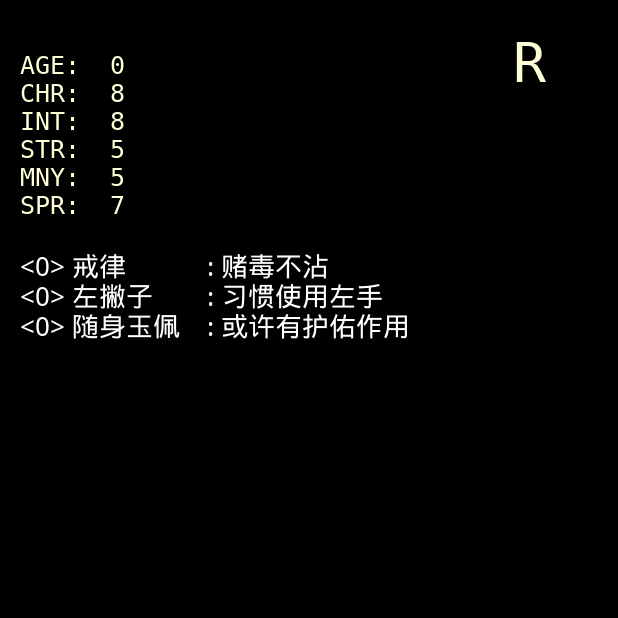 R
AGE: 0
CHR: 8
INT: 8
STR: 5
MNY: 5
SPR: 7
<O> 戒律 : 赌毒不沾
<O> 左撇子 : 习惯使用左手
<O> 随身玉佩 : 或许有护佑作用